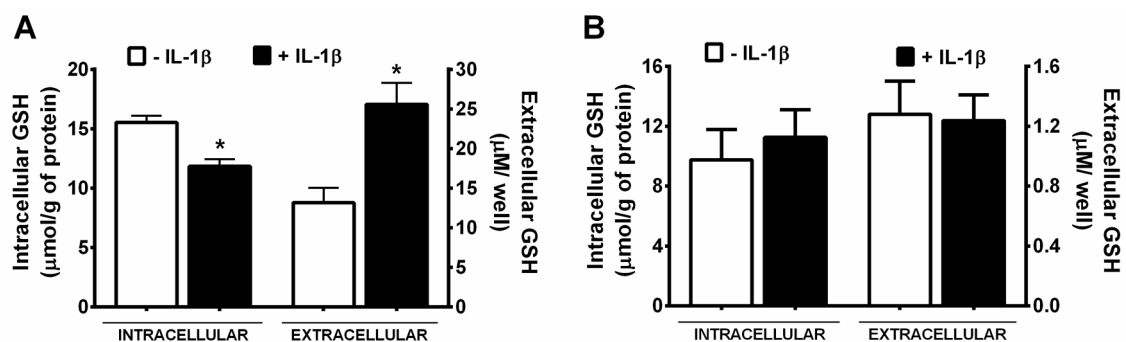 A
- IL-1β
+ IL-1β
Intracellular GSH
(μmol/g of protein)
20
15
10
5
0
*
*
30
25
20
15
10
5
0
Extracellular GSH
(μM/ well)
INTRACELLULAR
EXTRACELLULAR
B
- IL-1β
+ IL-1β
Intracellular GSH
(μmol/g of protein)
16
12
8
4
0
1.6
1.2
0.8
0.4
0.0
Extracellular GSH
(μM/ well)
INTRACELLULAR
EXTRACELLULAR